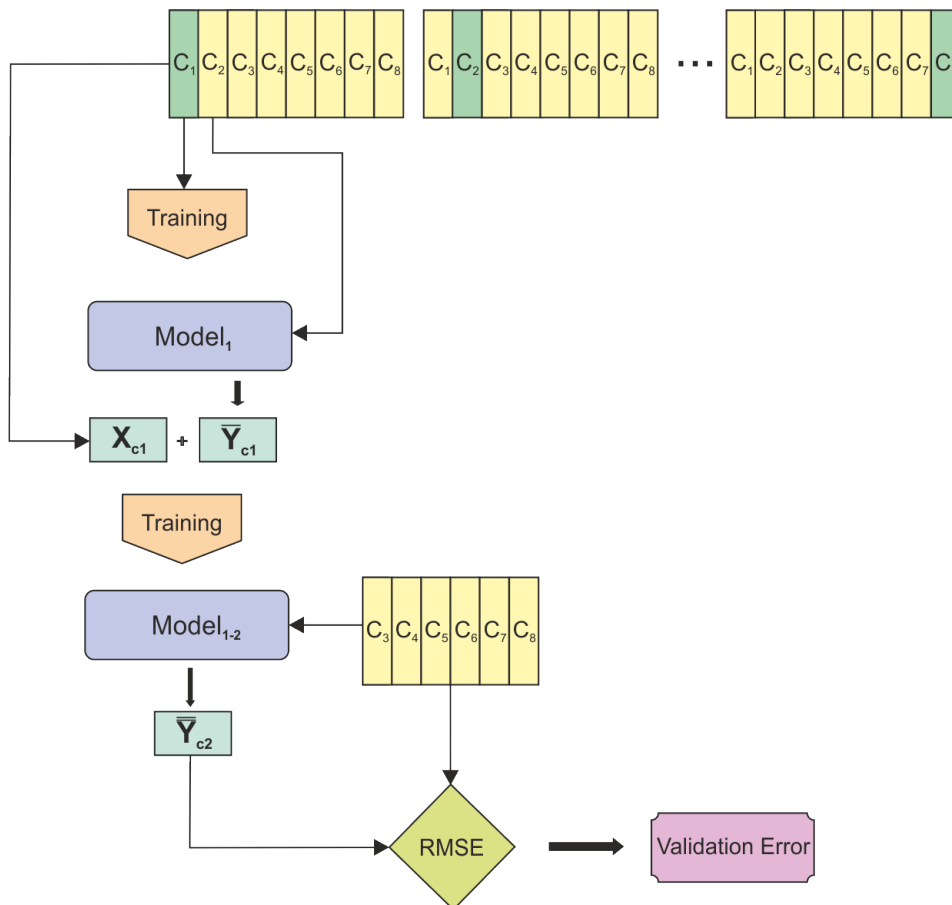 C1 C2 C3 C4 C5 C6 C7 C8
C1 C2 C3 C4 C5 C6 C7 C8
...
C1 C2 C3 C4 C5 C6 C7 C
Training
Model1
Xc1 + Y̅c1
Training
Model1-2
C3 C4 C5 C6 C7 C8
Y̿c2
RMSE
Validation Error